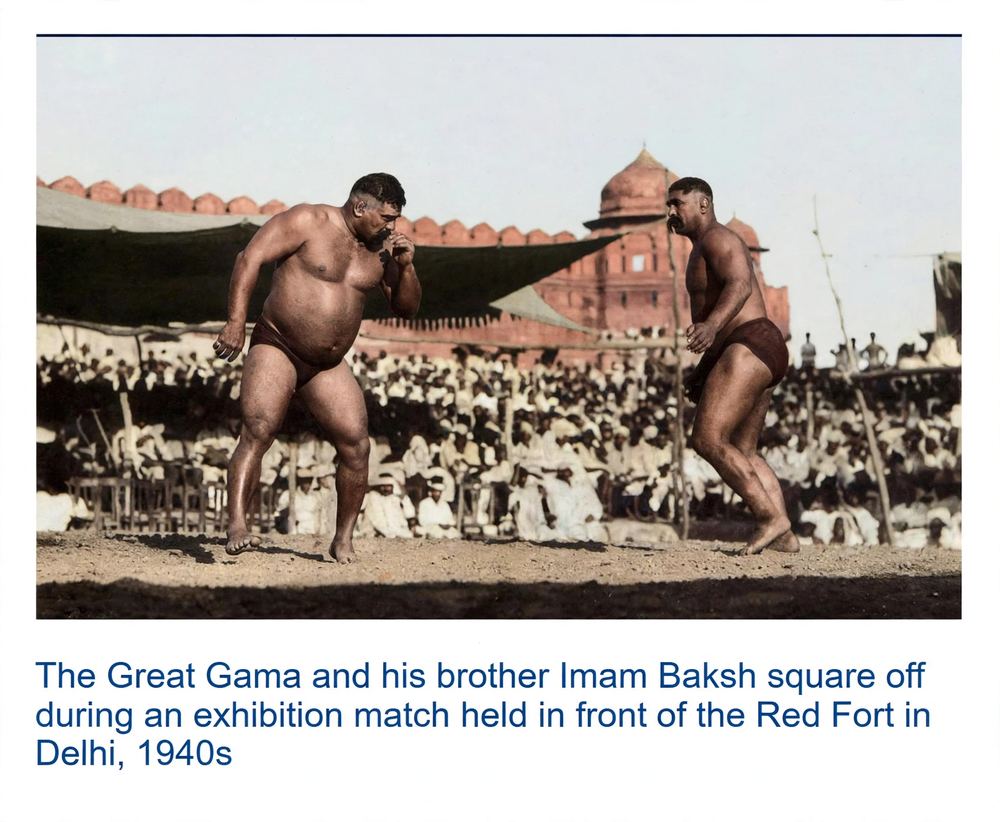 The Great Gama and his brother Imam Baksh square off
during an exhibition match held in front of the Red Fort in
Delhi, 1940s